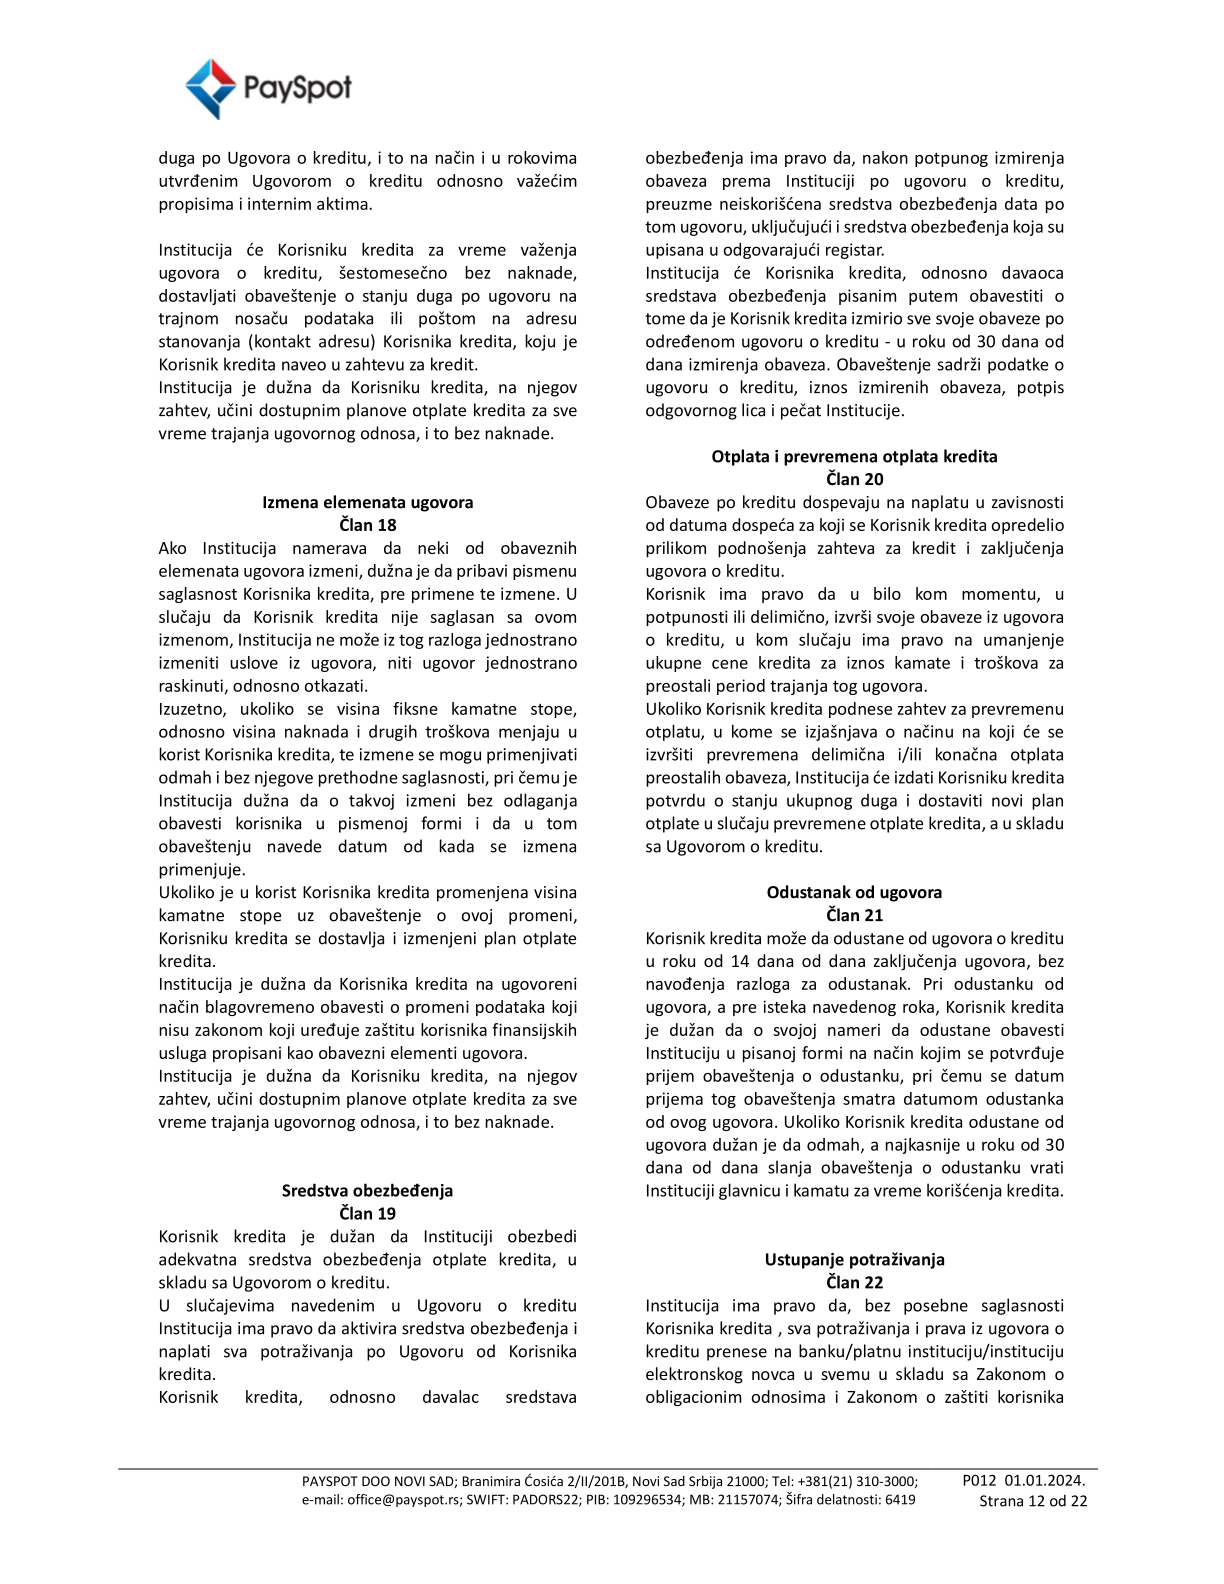 PaySpot
duga po Ugovora o kreditu, i to na način i u rokovima
utvrđenim Ugovorom o kreditu odnosno važećim
propisima i internim aktima.
Institucija će Korisniku kredita za vreme važenja
ugovora o kreditu, šestomesečno bez naknade,
dostavljati obaveštenje o stanju duga po ugovoru na
trajnom nosaču podataka ili poštom na adresu
stanovanja (kontakt adresu) Korisnika kredita, koju je
Korisnik kredita naveo u zahtevu za kredit.
Institucija je dužna da Korisniku kredita, na njegov
zahtev, učini dostupnim planove otplate kredita za sve
vreme trajanja ugovornog odnosa, i to bez naknade.
Izmena elemenata ugovora
Član 18
Ako Institucija namerava da neki od obaveznih
elemenata ugovora izmeni, dužna je da pribavi pismenu
saglasnost Korisnika kredita, pre primene te izmene. U
slučaju da Korisnik kredita nije saglasan sa ovom
izmenom, Institucija ne može iz tog razloga jednostrano
izmeniti uslove iz ugovora, niti ugovor jednostrano
raskinuti, odnosno otkazati.
Izuzetno, ukoliko se visina fiksne kamatne stope,
odnosno visina naknada i drugih troškova menjaju u
korist Korisnika kredita, te izmene se mogu primenjivati
odmah i bez njegove prethodne saglasnosti, pri čemu je
Institucija dužna da o takvoj izmeni bez odlaganja
obavesti korisnika u pismenoj formi i da u tom
obaveštenju navede datum od kada se izmena
primenjuje.
Ukoliko je u korist Korisnika kredita promenjena visina
kamatne stope uz obaveštenje o ovoj promeni,
Korisniku kredita se dostavlja i izmenjeni plan otplate
kredita.
Institucija je dužna da Korisnika kredita na ugovoreni
način blagovremeno obavesti o promeni podataka koji
nisu zakonom koji uređuje zaštitu korisnika finansijskih
usluga propisani kao obavezni elementi ugovora.
Institucija je dužna da Korisniku kredita, na njegov
zahtev, učini dostupnim planove otplate kredita za sve
vreme trajanja ugovornog odnosa, i to bez naknade.
Sredstva obezbeđenja
Član 19
Korisnik kredita je dužan da Instituciji obezbedi
adekvatna sredstva obezbeđenja otplate kredita, u
skladu sa Ugovorom o kreditu.
U slučajevima navedenim u Ugovoru o kreditu
Institucija ima pravo da aktivira sredstva obezbeđenja i
naplati sva potraživanja po Ugovoru od Korisnika
kredita.
Korisnik kredita, odnosno davalac sredstava
obezbeđenja ima pravo da, nakon potpunog izmirenja
obaveza prema Instituciji po ugovoru o kreditu,
preuzme neiskorišćena sredstva obezbeđenja data po
tom ugovoru, uključujući i sredstva obezbeđenja koja su
upisana u odgovarajući registar.
Institucija će Korisnika kredita, odnosno davaoca
sredstava obezbeđenja pisanim putem obavestiti o
tome da je Korisnik kredita izmirio sve svoje obaveze po
određenom ugovoru o kreditu - u roku od 30 dana od
dana izmirenja obaveza. Obaveštenje sadrži podatke o
ugovoru o kreditu, iznos izmirenih obaveza, potpis
odgovornog lica i pečat Institucije.
Otplata i prevremena otplata kredita
Član 20
Obaveze po kreditu dospevaju na naplatu u zavisnosti
od datuma dospeća za koji se Korisnik kredita opredelio
prilikom podnošenja zahteva za kredit i zaključenja
ugovora o kreditu.
Korisnik ima pravo da u bilo kom momentu, u
potpunosti ili delimično, izvrši svoje obaveze iz ugovora
o kreditu, u kom slučaju ima pravo na umanjenje
ukupne cene kredita za iznos kamate i troškova za
preostali period trajanja tog ugovora.
Ukoliko Korisnik kredita podnese zahtev za prevremenu
otplatu, u kome se izjašnjava o načinu na koji će se
izvršiti prevremena delimična i/ili konačna otplata
preostalih obaveza, Institucija će izdati Korisniku kredita
potvrdu o stanju ukupnog duga i dostaviti novi plan
otplate u slučaju prevremene otplate kredita, a u skladu
sa Ugovorom o kreditu.
Odustanak od ugovora
Član 21
Korisnik kredita može da odustane od ugovora o kreditu
u roku od 14 dana od dana zaključenja ugovora, bez
navođenja razloga za odustanak. Pri odustanku od
ugovora, a pre isteka navedenog roka, Korisnik kredita
je dužan da o svojoj nameri da odustane obavesti
Instituciju u pisanoj formi na način kojim se potvrđuje
prijem obaveštenja o odustanku, pri čemu se datum
prijema tog obaveštenja smatra datumom odustanka
od ovog ugovora. Ukoliko Korisnik kredita odustane od
ugovora dužan je da odmah, a najkasnije u roku od 30
dana od dana slanja obaveštenja o odustanku vrati
Instituciji glavnicu i kamatu za vreme korišćenja kredita.
Ustupanje potraživanja
Član 22
Institucija ima pravo da, bez posebne saglasnosti
Korisnika kredita , sva potraživanja i prava iz ugovora o
kreditu prenese na banku/platnu instituciju/instituciju
elektronskog novca u svemu u skladu sa Zakonom o
obligacionim odnosima i Zakonom o zaštiti korisnika
PAYSPOT DOO NOVI SAD; Branimira Ćosića 2/II/201B, Novi Sad Srbija 21000; Tel: +381(21) 310-3000;
e-mail: office@payspot.rs; SWIFT: PADORS22; PIB: 109296534; MB: 21157074; Šifra delatnosti: 6419
P012 01.01.2024.
Strana 12 od 22